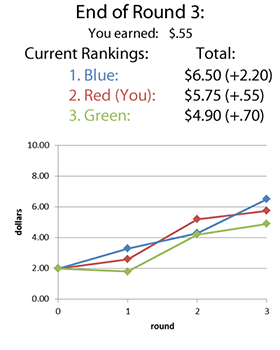 End of Round 3:
You earned: $.55
Current Rankings: Total:
1. Blue: $6.50 (+2.20)
2. Red (You): $5.75 (+.55)
3. Green: $4.90 (+.70)
10.00
8.00
6.00
4.00
2.00
0.00
dollars
0 1 2 3
round